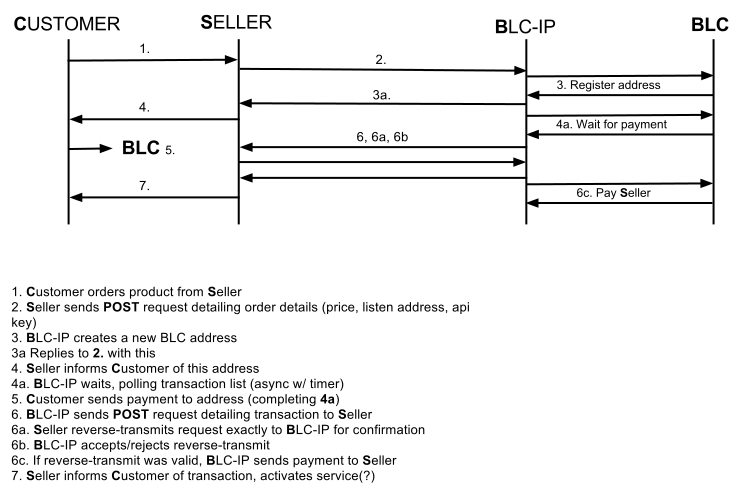 CUSTOMER
SELLER
BLC-IP
BLC
1.
2.
3. Register address
3a.
4.
4a. Wait for payment
6, 6a, 6b
BLC 5.
7.
6c. Pay Seller
1. Customer orders product from Seller
2. Seller sends POST request detailing order details (price, listen address, api
key)
3. BLC-IP creates a new BLC address
3a Replies to 2. with this
4. Seller informs Customer of this address
4a. BLC-IP waits, polling transaction list (async w/ timer)
5. Customer sends payment to address (completing 4a)
6. BLC-IP sends POST request detailing transaction to Seller
6a. Seller reverse-transmits request exactly to BLC-IP for confirmation
6b. BLC-IP accepts/rejects reverse-transmit
6c. If reverse-transmit was valid, BLC-IP sends payment to Seller
7. Seller informs Customer of transaction, activates service(?)